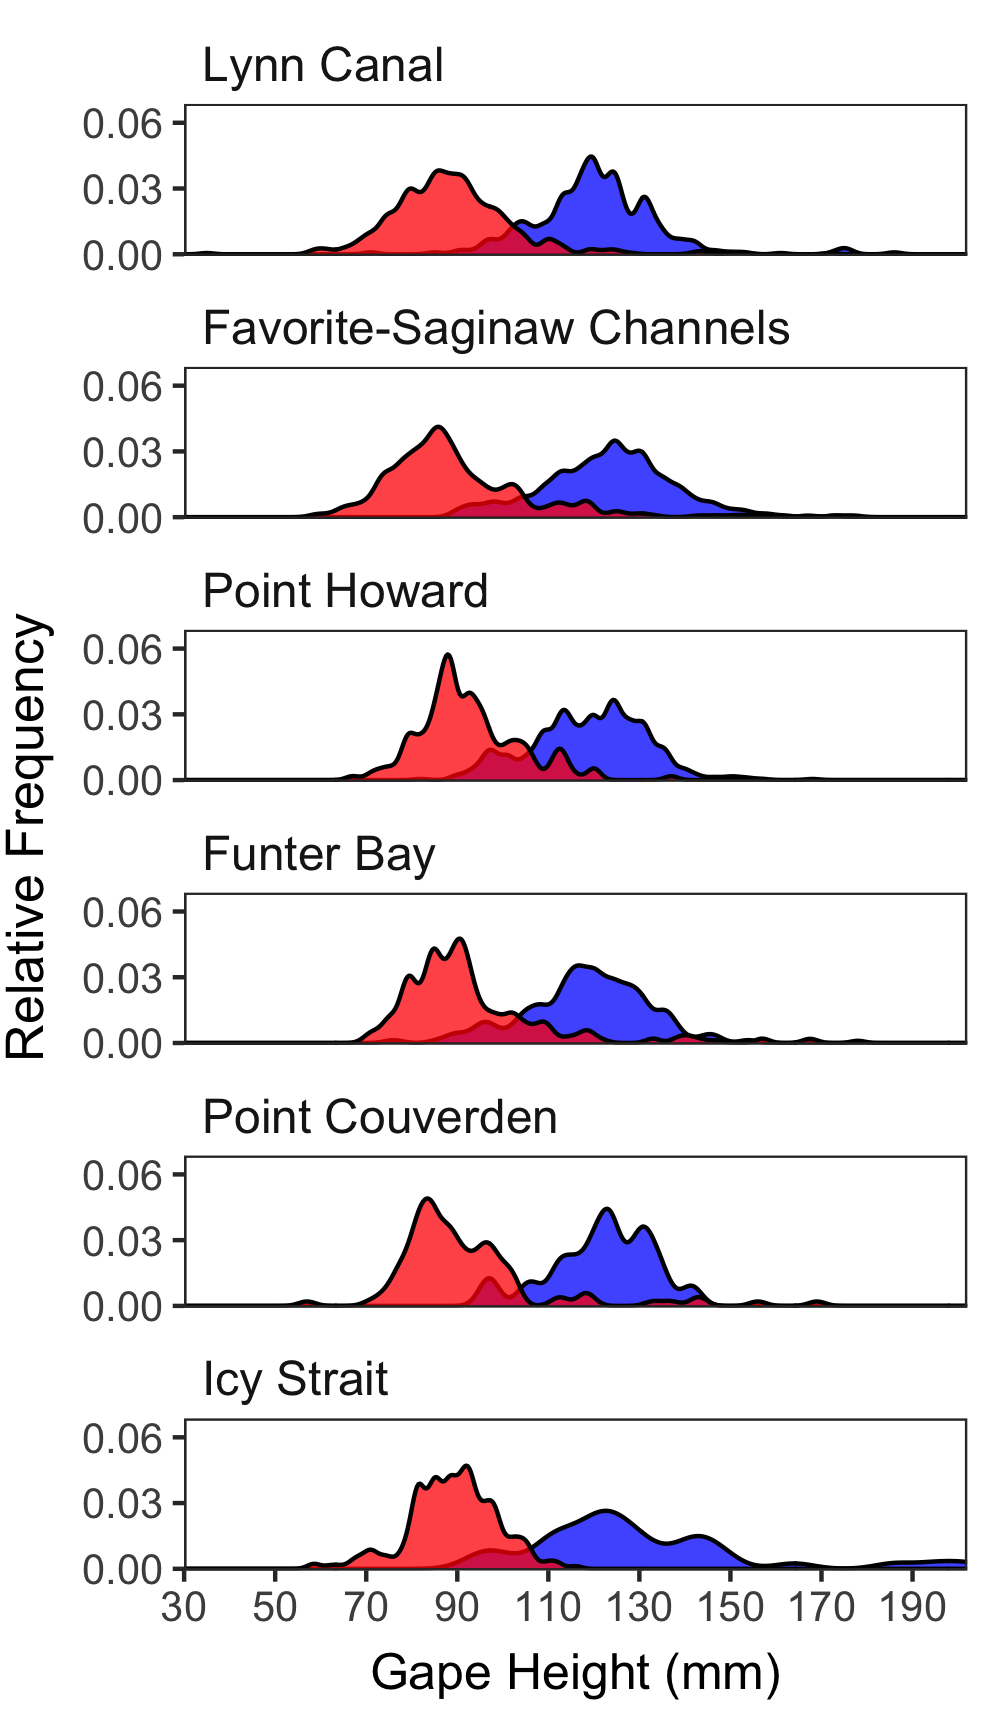 Lynn Canal
0.06
0.03
0.00
Favorite-Saginaw Channels
0.06
0.03
0.00
Point Howard
0.06
0.03
0.00
Funter Bay
0.06
0.03
0.00
Point Couverden
0.06
0.03
0.00
Icy Strait
0.06
0.03
0.00
30 50 70 90 110 130 150 170 190
Gape Height (mm)
Relative Frequency